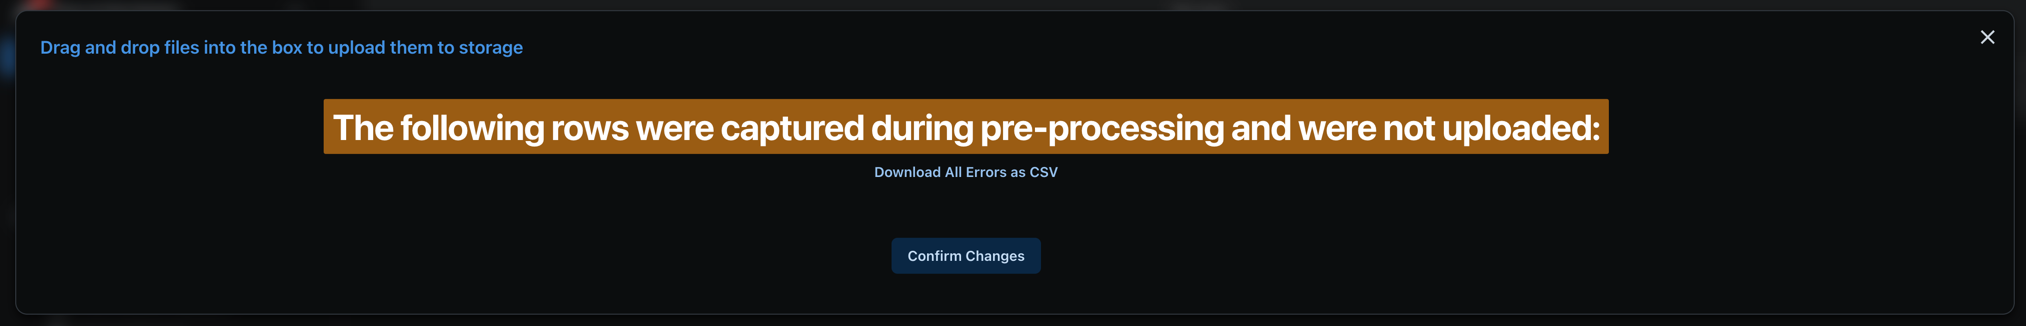 Drag and drop files into the box to upload them to storage
The following rows were captured during pre-processing and were not uploaded:
Download All Errors as CSV
Confirm Changes